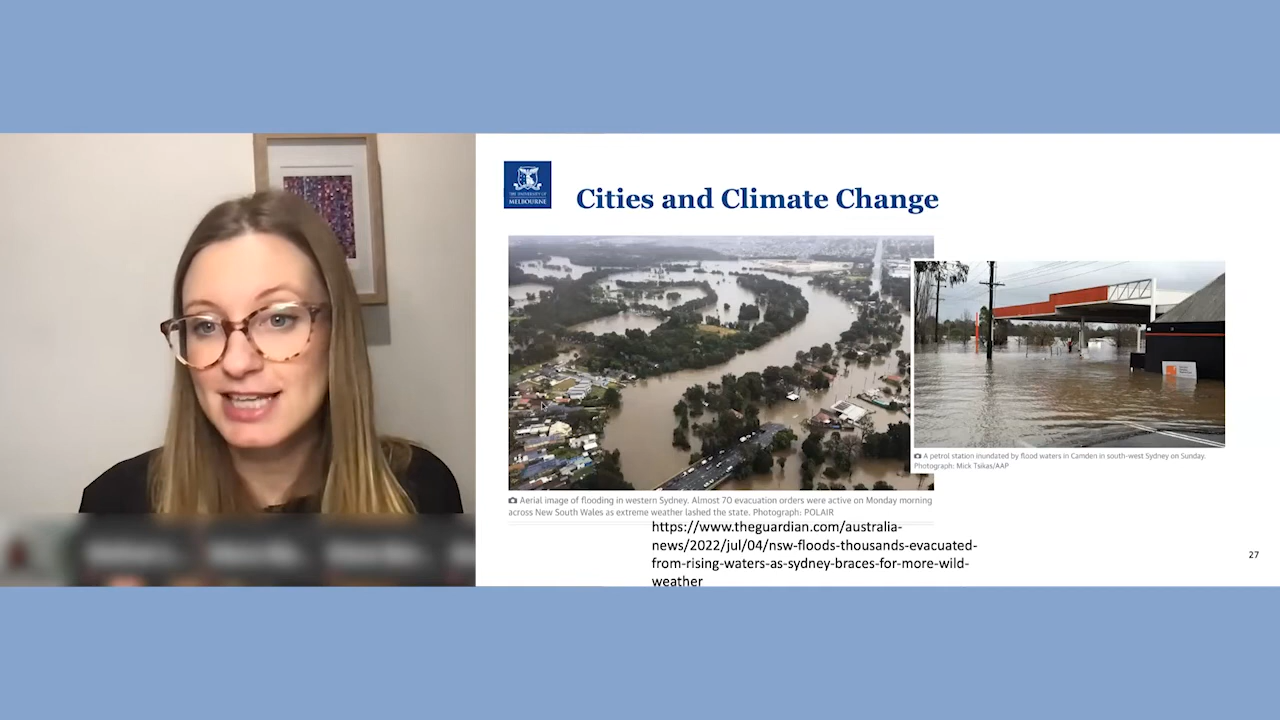 THE UNIVERSITY OF
MELBOURNE
Cities and Climate Change
Aerial image of flooding in western Sydney. Almost 70 evacuation orders were active on Monday morning
across New South Wales as extreme weather lashed the state. Photograph: POLAIR
A petrol station inundated by flood waters in Camden in south-west Sydney on Sunday.
Photograph: Mick Tsikas/AAP
https://www.theguardian.com/australia-
news/2022/jul/04/nsw-floods-thousands-evacuated-
from-rising-waters-as-sydney-braces-for-more-wild-
weather
27